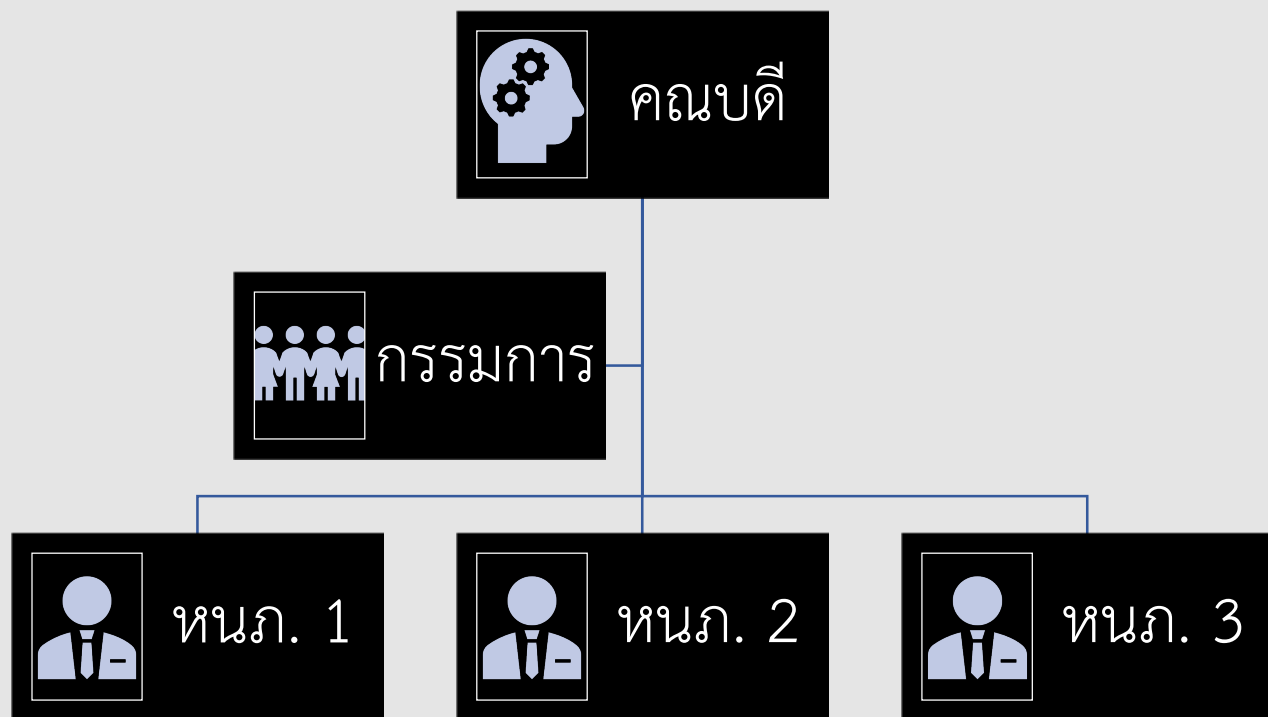 คณบดี
กรรมการ
หนภ. 1
หนภ. 2
หนภ. 3